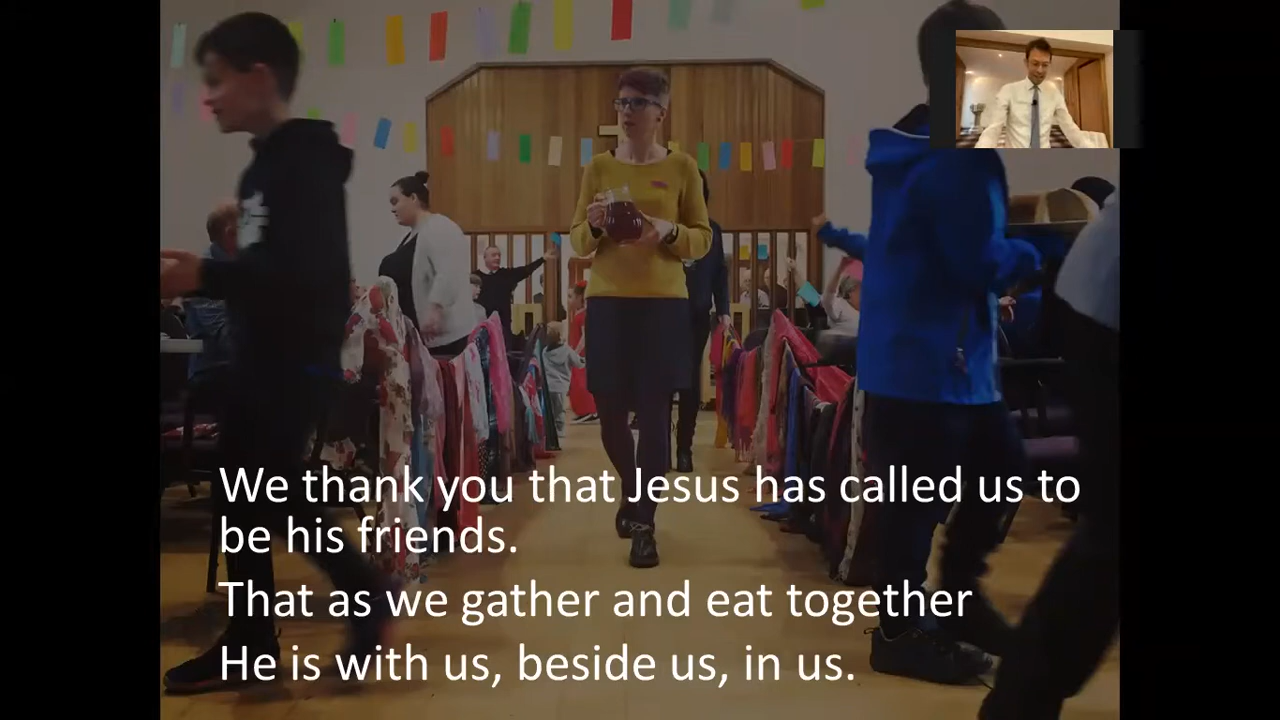 We thank you that Jesus has called us to
be his friends.
That as we gather and eat together
He is with us, beside us, in us.